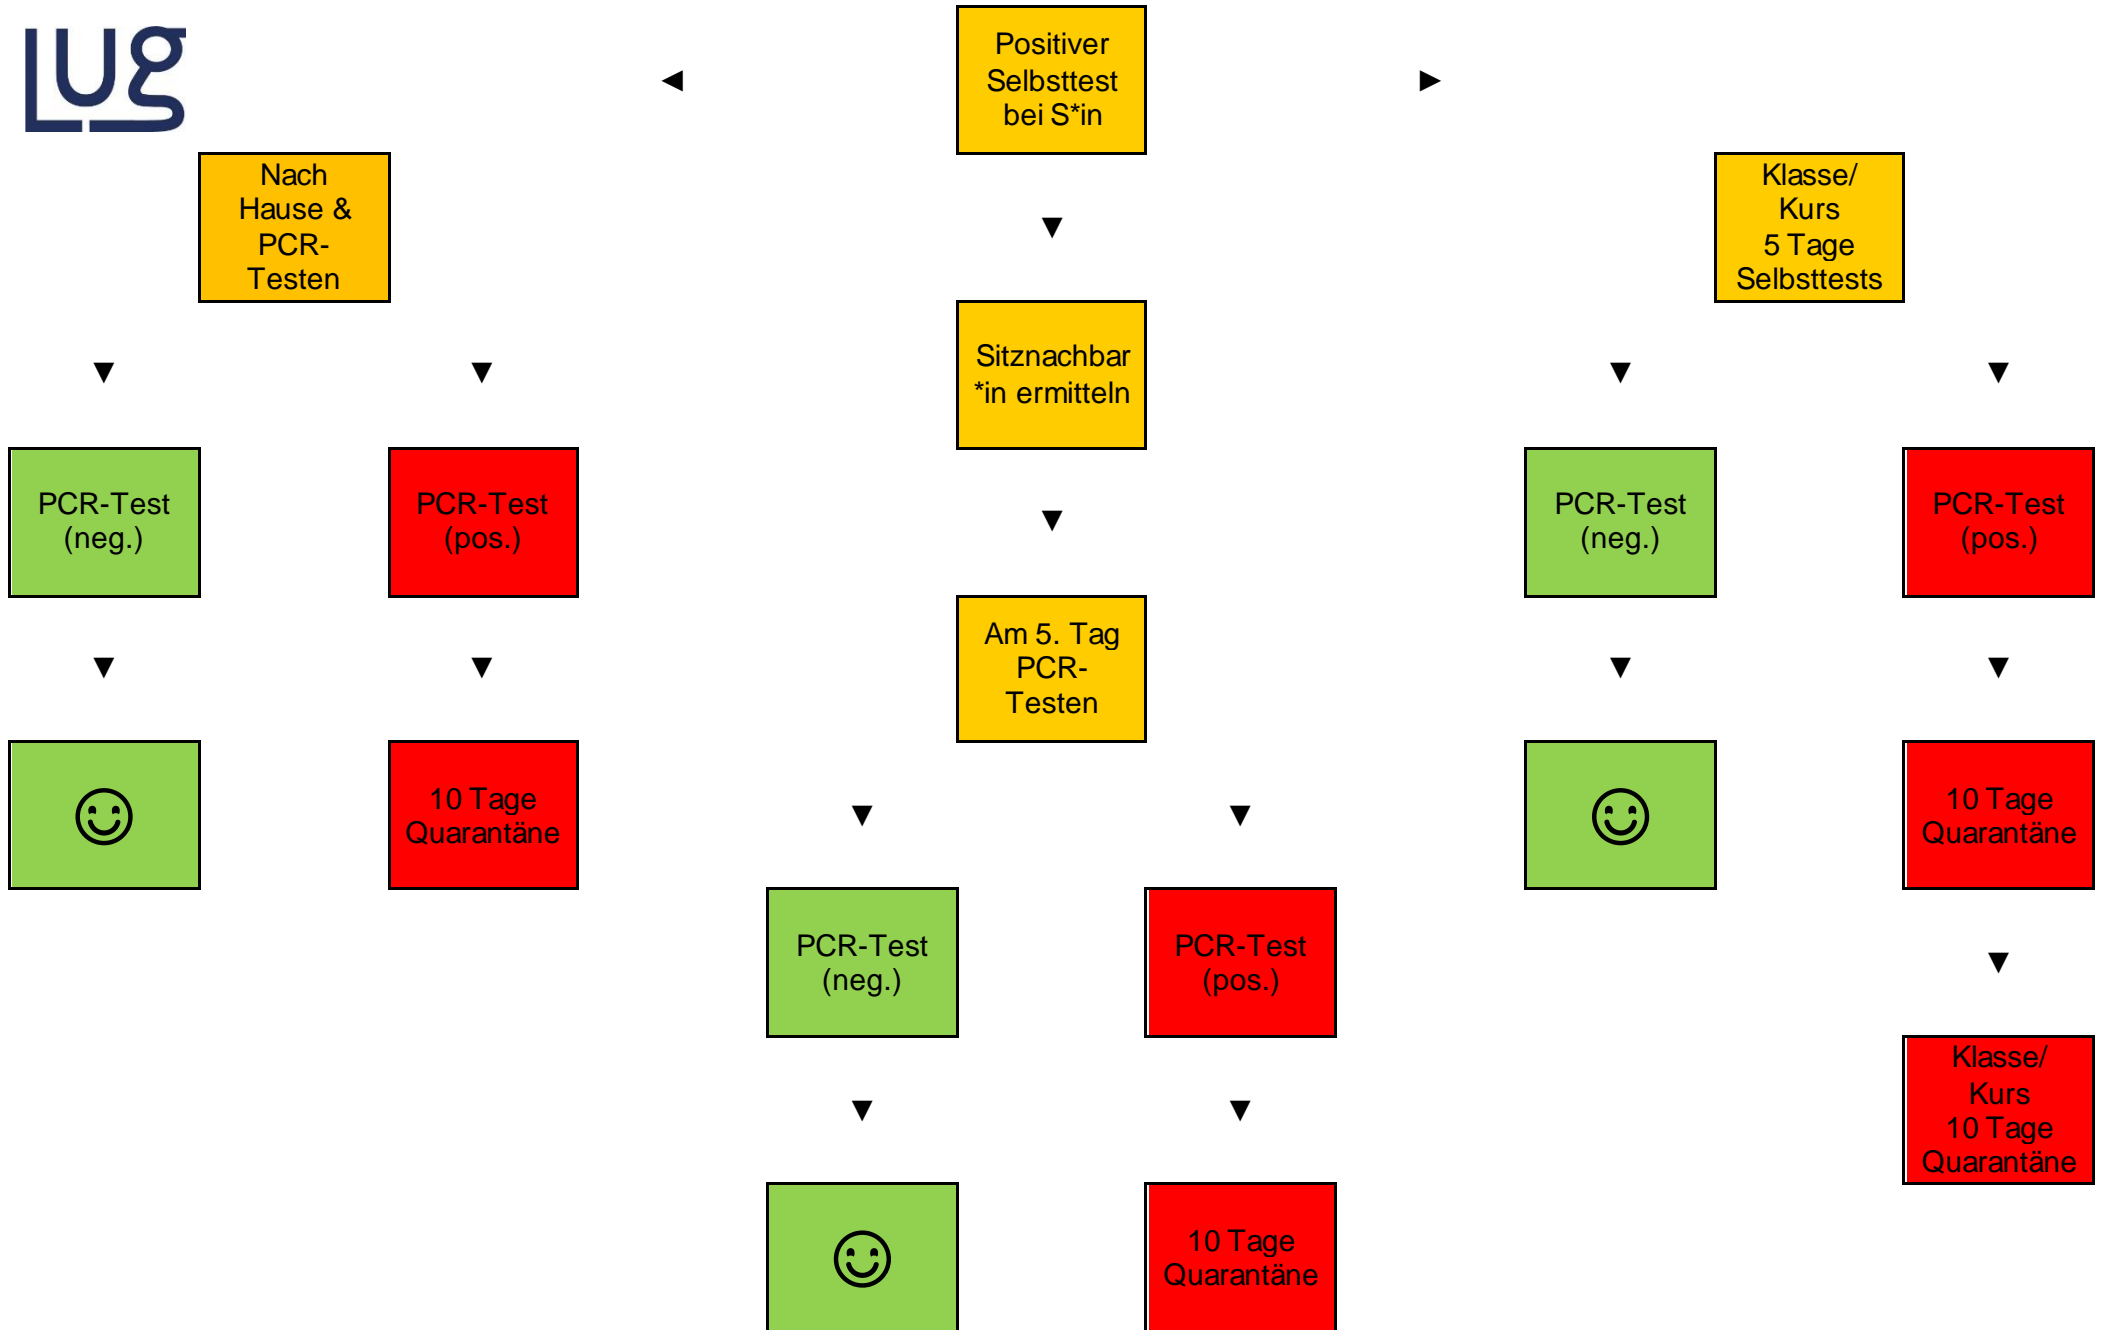 Lug
Positiver
Selbsttest
bei S*in
Nach
Hause &
PCR-
Testen
Klasse/
Kurs
5 Tage
Selbsttests
Sitznachbar
*in ermitteln
PCR-Test
(neg.)
PCR-Test
(pos.)
PCR-Test
(neg.)
PCR-Test
(pos.)
Am 5. Tag
PCR-
Testen
10 Tage
Quarantäne
10 Tage
Quarantäne
PCR-Test
(neg.)
PCR-Test
(pos.)
Klasse/
Kurs
10 Tage
Quarantäne
10 Tage
Quarantäne